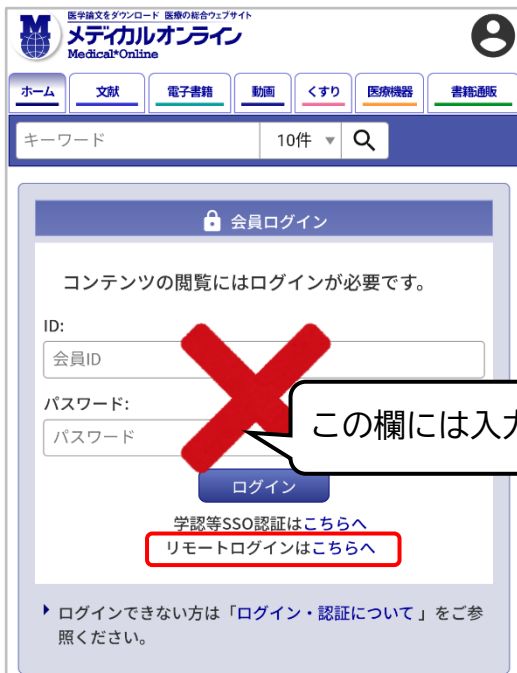 医学論文をダウンロード 医療の総合ウェブサイト
メディカルオンライン
Medical*Online
ホーム 文献 電子書籍 動画 くすり 医療機器 書籍通販
キーワード 10件
会員ログイン
コンテンツの閲覧にはログインが必要です。
ID:
会員ID
パスワード:
パスワード
この欄には入力
ログイン
学認等SSO認証はこちらへ
リモートログインはこちらへ
ログインできない方は「ログイン・認証について 」をご参
照ください。